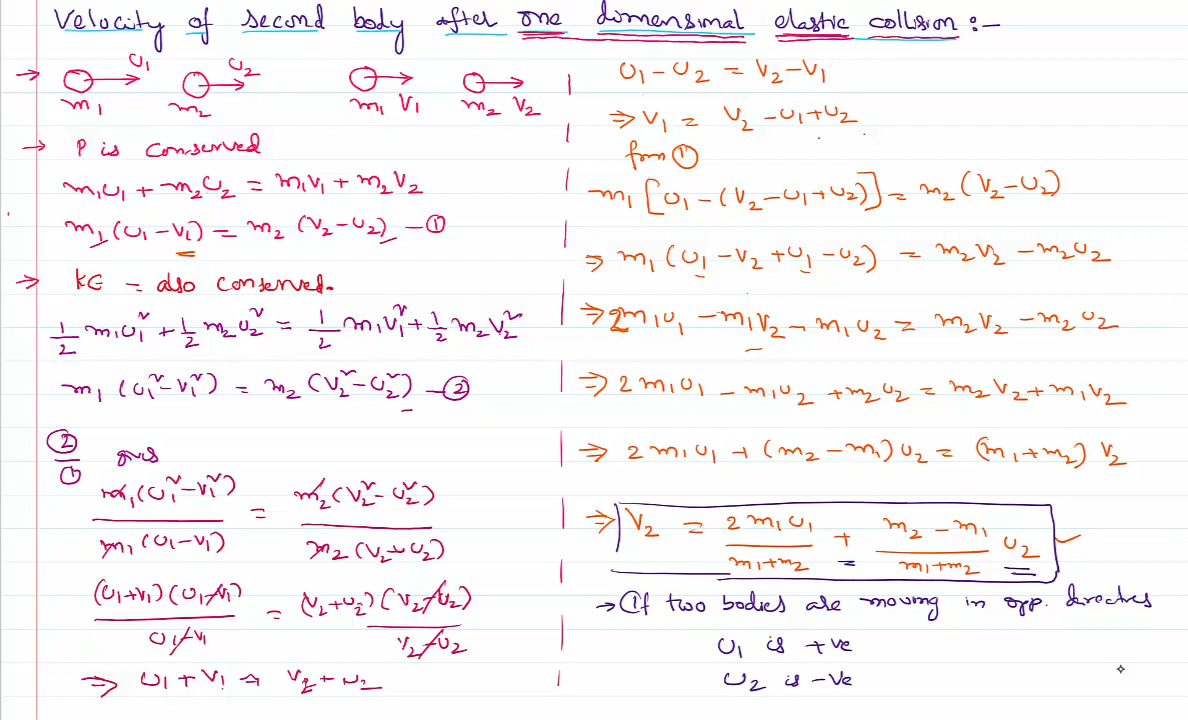 Velocity of second body after one dimensional elastic collision :-
→ U₁ U₂
m₁ m₂ m₁ V₁ m₂ V₂
→ P is conserved
m₁U₁ + m₂U₂ = m₁V₁ + m₂V₂
m₁(U₁-V₁) = m₂ (V₂-U₂) - ①
→ KE = also conserved.
1/2 m₁U₁² + 1/2 m₂U₂² = 1/2 m₁V₁² + 1/2 m₂V₂²
m₁ (U₁²-V₁²) = m₂ (V₂²-U₂²) - ②
②/① gives
m₁(U₁²-V₁²)/m₁(U₁-V₁) = m₂(V₂²-U₂²)/m₂(V₂-U₂)
(U₁+V₁)(U₁-V₁)/U₁-V₁ = (V₂+U₂)(V₂-U₂)/V₂-U₂
⇒ U₁ + V₁ = V₂ + U₂
U₁ - U₂ = V₂ - V₁
⇒ V₁ = V₂ - U₁ + U₂
from ①
m₁ [U₁ - (V₂-U₁+U₂)] = m₂ (V₂-U₂)
⇒ m₁ (U₁ - V₂ + U₁ - U₂) = m₂V₂ - m₂U₂
⇒ 2m₁U₁ - m₁V₂ - m₁U₂ = m₂V₂ - m₂U₂
⇒ 2m₁U₁ - m₁U₂ + m₂U₂ = m₂V₂ + m₁V₂
⇒ 2m₁U₁ + (m₂-m₁)U₂ = (m₁+m₂) V₂
⇒ V₂ = 2m₁U₁/m₁+m₂ + m₂-m₁/m₁+m₂ U₂
→ ① If two bodies are moving in opp. directions
U₁ is +ve
U₂ is -ve